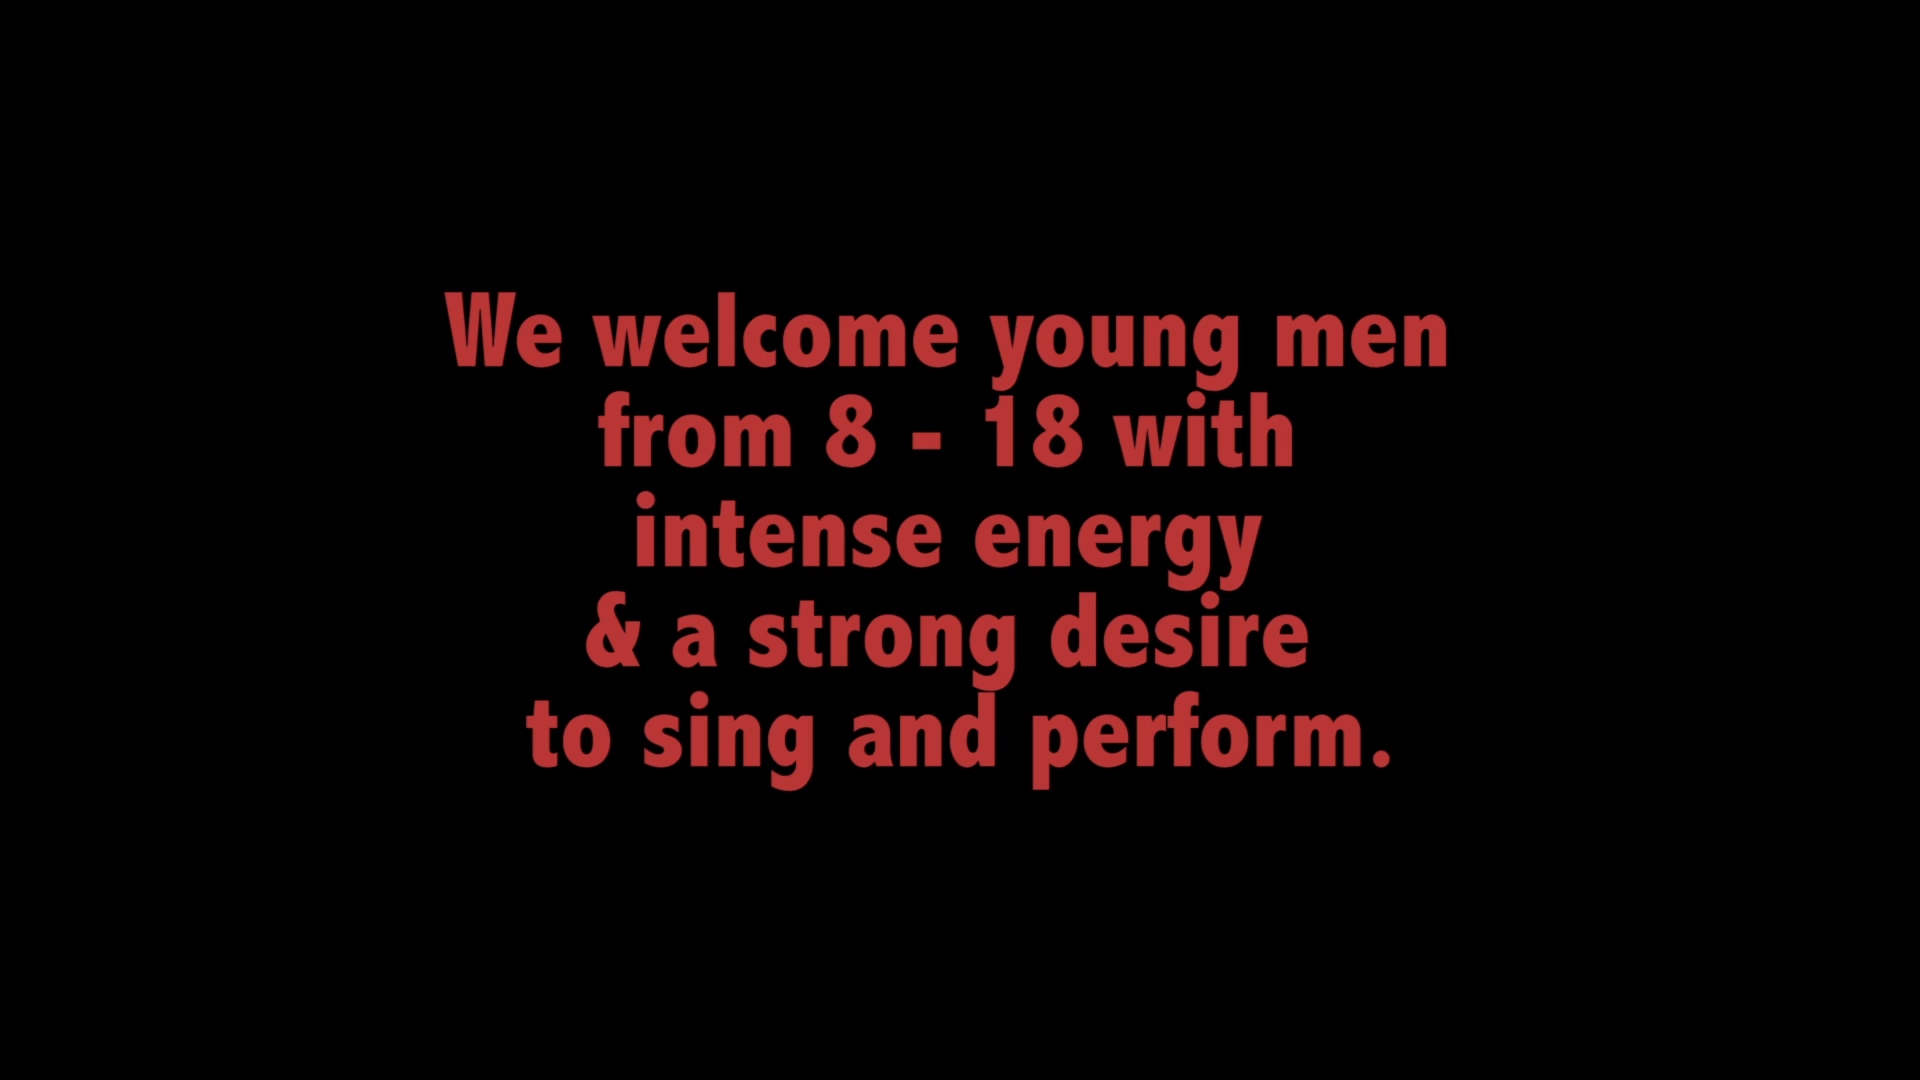 We welcome young men
from 8 - 18 with
intense energy
& a strong desire
to sing and perform.